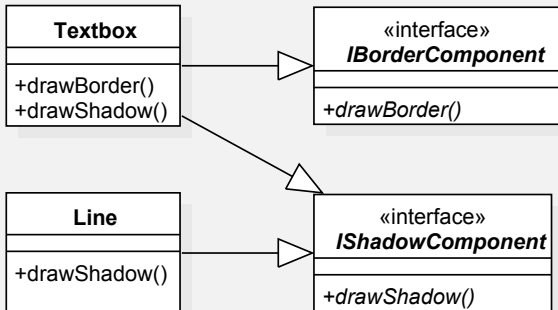 Textbox
+drawBorder()
+drawShadow()
«interface»
IBorderComponent
+drawBorder()
Line
+drawShadow()
«interface»
IShadowComponent
+drawShadow()